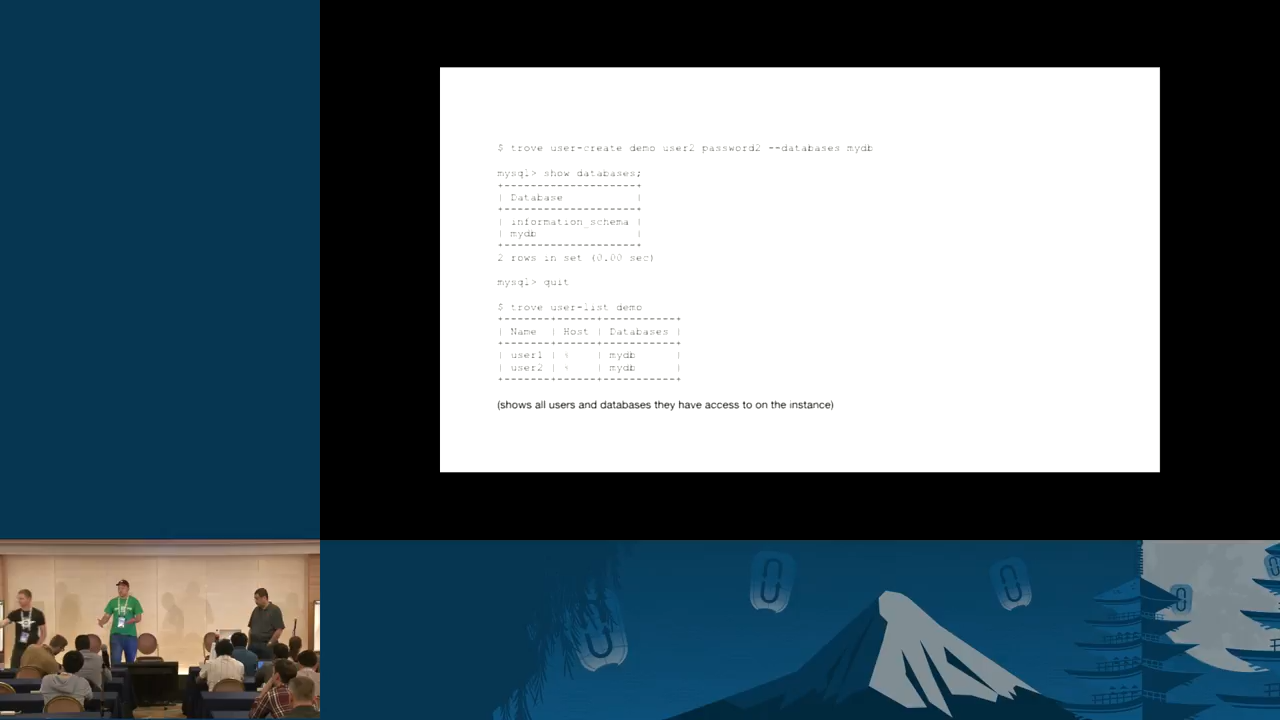 $ trove user-create demo user2 password2 --databases mydb
mysql> show databases;
+--------------------+
| Database           |
+--------------------+
| information_schema |
| mydb               |
+--------------------+
2 rows in set (0.00 sec)
mysql> quit
$ trove user-list demo
+-------+------+-----------+
| Name  | Host | Databases |
+-------+------+-----------+
| user1 | %    | mydb      |
| user2 | %    | mydb      |
+-------+------+-----------+
(shows all users and databases they have access to on the instance)